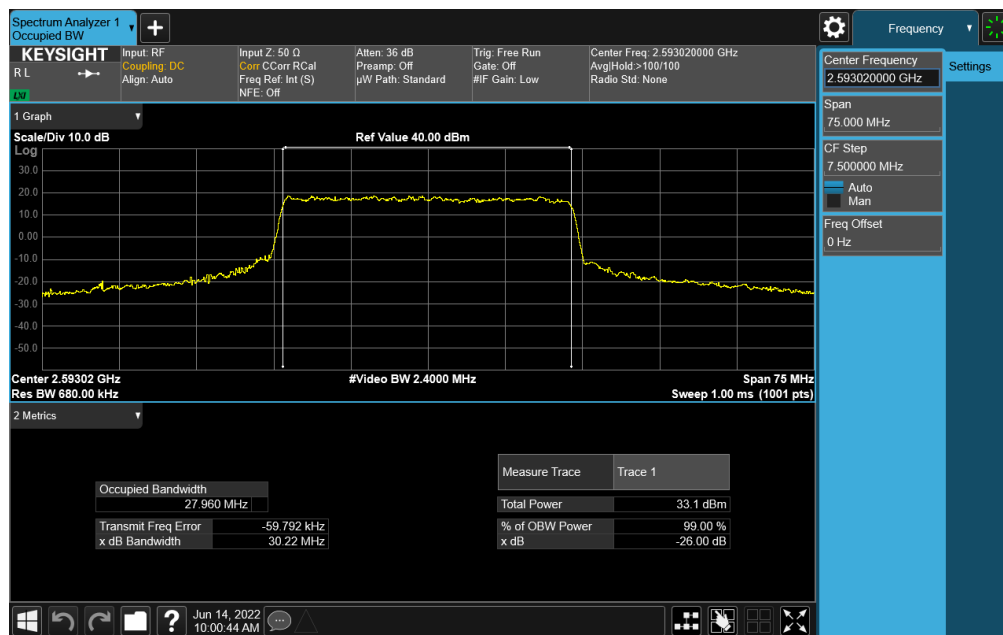 Spectrum Analyzer 1
Occupied BW
+
Frequency
KEYSIGHT
R L
LXI
Input: RF
Coupling: DC
Align: Auto
Input Z: 50 Ω
Corr CCorr RCal
Freq Ref: Int (S)
NFE: Off
Atten: 36 dB
Preamp: Off
µW Path: Standard
Trig: Free Run
Gate: Off
#IF Gain: Low
Center Freq: 2.593020000 GHz
Avg|Hold:>100/100
Radio Std: None
Center Frequency
2.593020000 GHz
Settings
Span
75.000 MHz
CF Step
7.500000 MHz
Auto
Man
Freq Offset
0 Hz
1 Graph
Scale/Div 10.0 dB
Ref Value 40.00 dBm
Log
30.0
20.0
10.0
0.00
-10.0
-20.0
-30.0
-40.0
-50.0
Center 2.59302 GHz
#Video BW 2.4000 MHz
Span 75 MHz
Res BW 680.00 kHz
Sweep 1.00 ms (1001 pts)
2 Metrics
Measure Trace
Trace 1
Occupied Bandwidth
27.960 MHz
Total Power
33.1 dBm
Transmit Freq Error
-59.792 kHz
% of OBW Power
99.00 %
x dB Bandwidth
30.22 MHz
x dB
-26.00 dB
?
Jun 14, 2022
10:00:44 AM